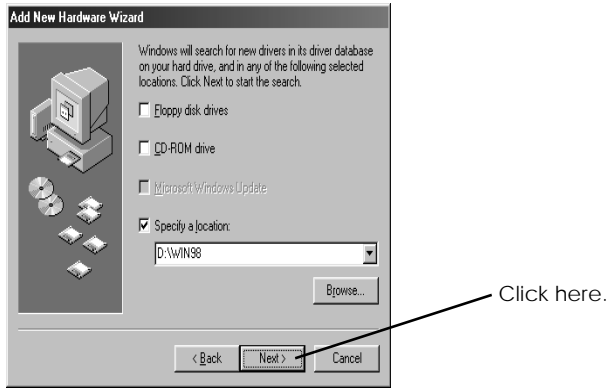 Add New Hardware Wizard
Windows will search for new drivers in its driver database
on your hard drive, and in any of the following selected
locations. Click Next to start the search.
Floppy disk drives
CD-ROM drive
Microsoft Windows Update
Specify a location:
D:\WIN98
Browse...
Click here.
< Back
Next >
Cancel